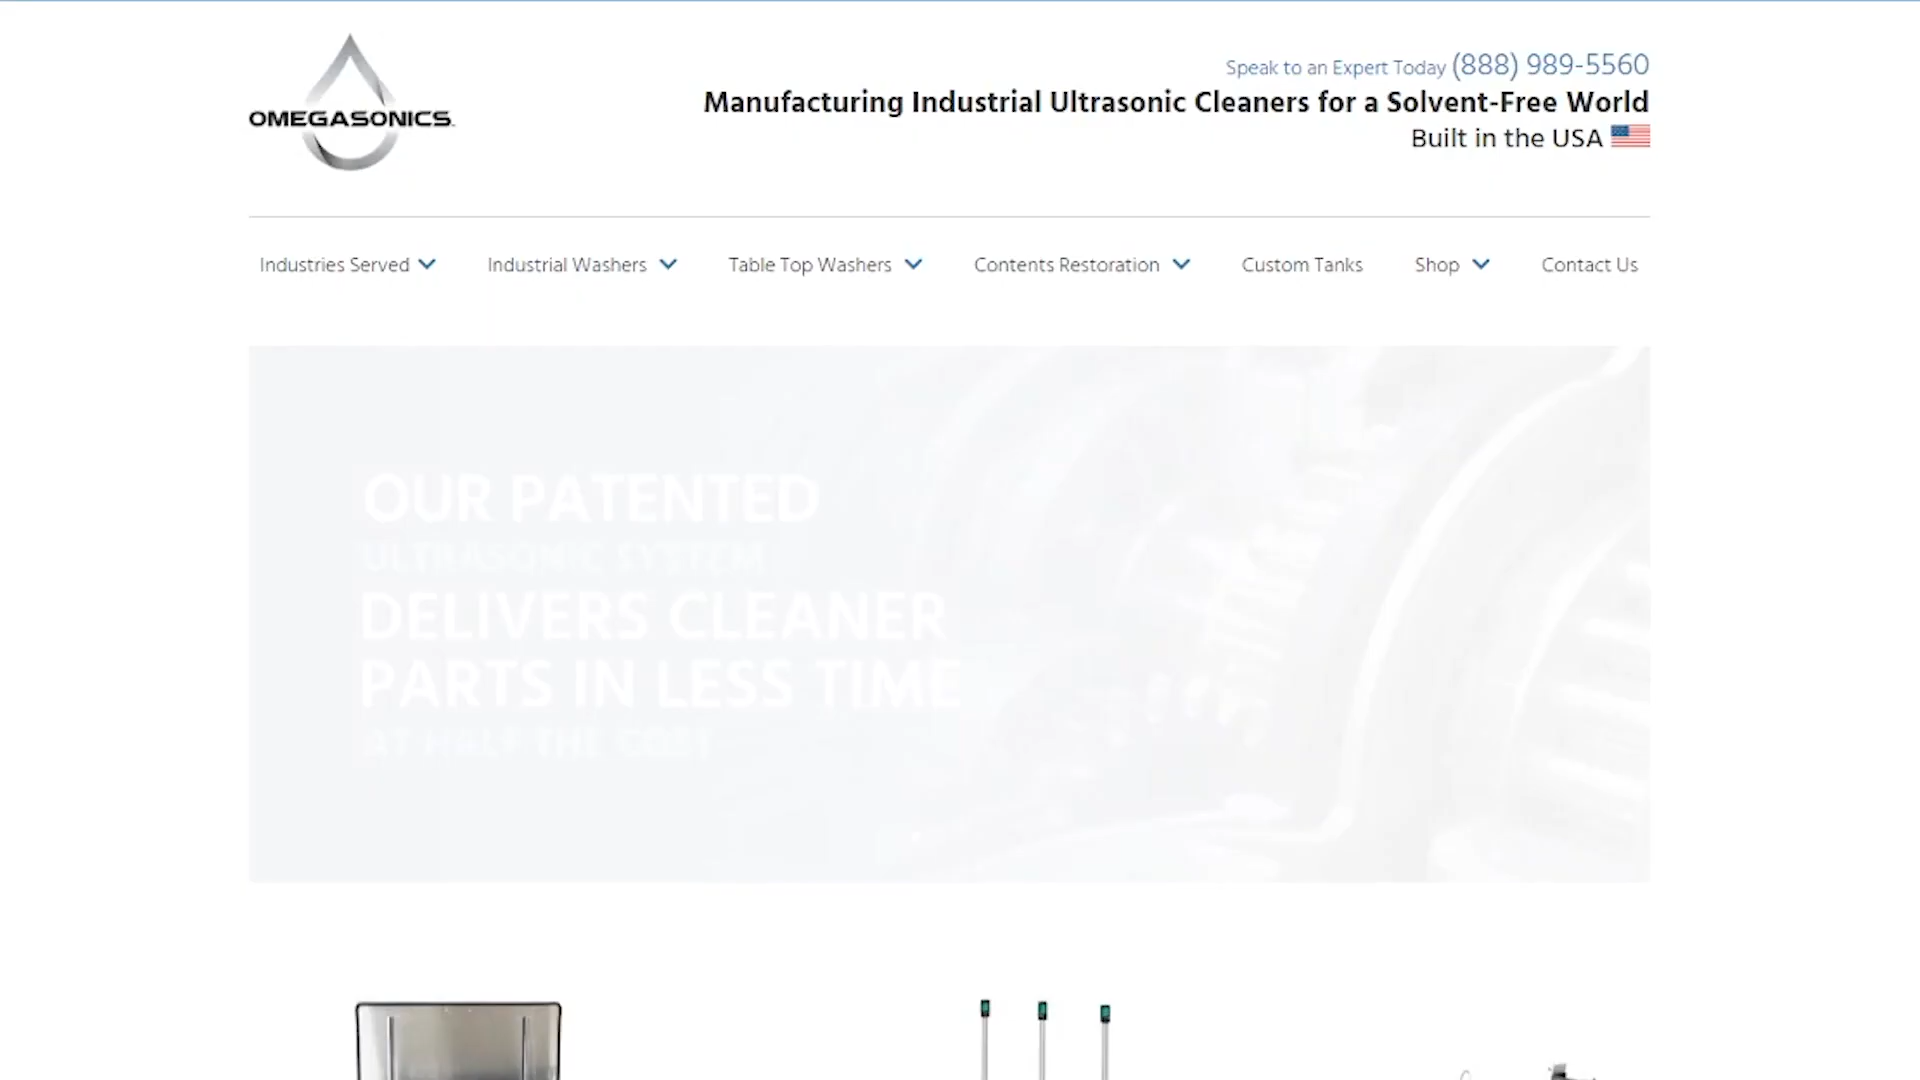 OMEGASONICS
Speak to an Expert Today (888) 989-5560
Manufacturing Industrial Ultrasonic Cleaners for a Solvent-Free World
Built in the USA
Industries Served
Industrial Washers
Table Top Washers
Contents Restoration
Custom Tanks
Shop
Contact Us
OUR PATENTED
ULTRASONIC SYSTEM
DELIVERS CLEANER
PARTS IN LESS TIME
AT HALF THE COST